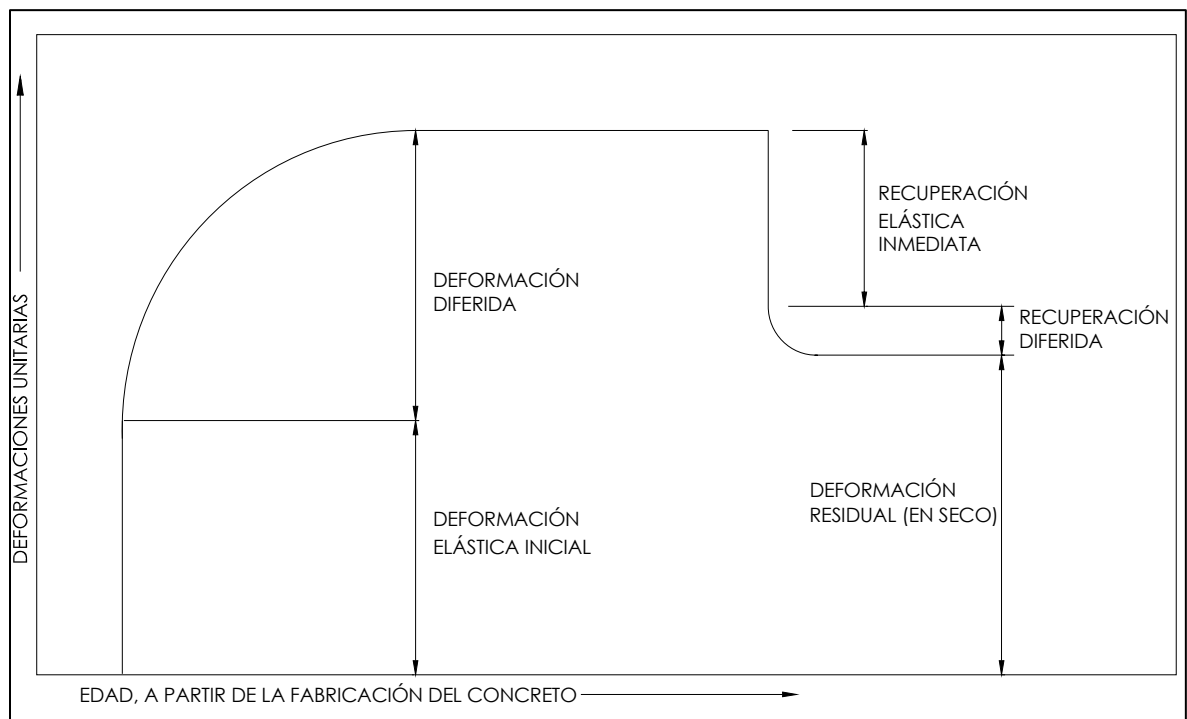 DEFORMACIONES UNITARIAS
RECUPERACIÓN
ELÁSTICA
INMEDIATA
DEFORMACIÓN
DIFERIDA
RECUPERACIÓN
DIFERIDA
DEFORMACIÓN
RESIDUAL (EN SECO)
DEFORMACIÓN
ELÁSTICA INICIAL
EDAD, A PARTIR DE LA FABRICACIÓN DEL CONCRETO